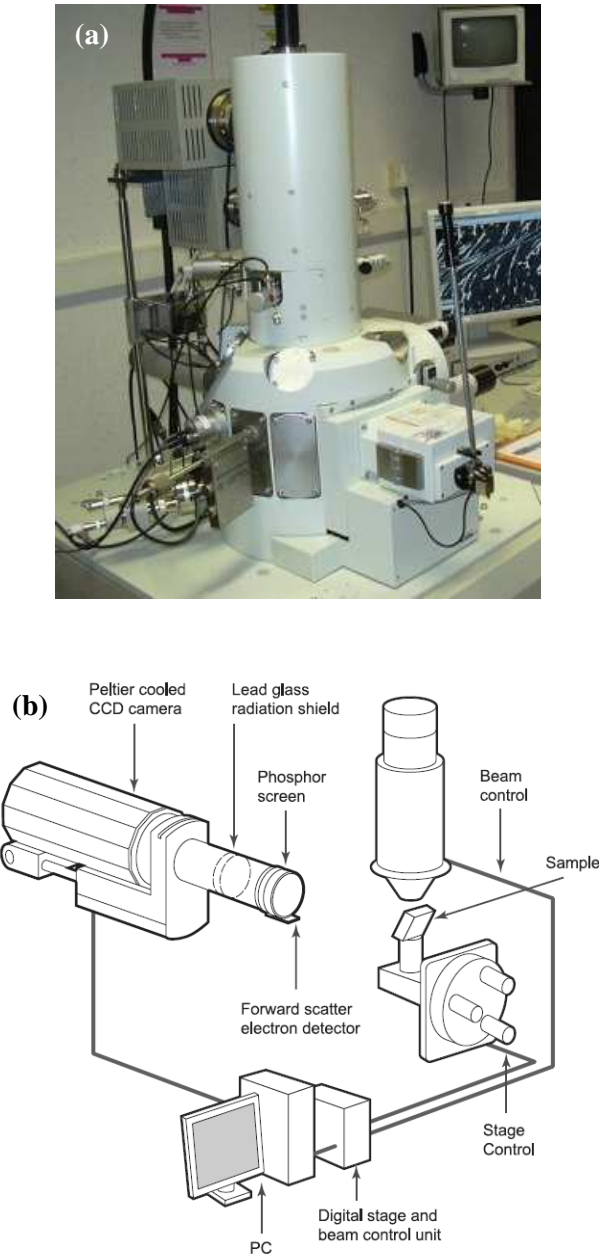 (a)
(b)
Peltier cooled
CCD camera
Lead glass
radiation shield
Phosphor
screen
Beam
control
Sample
Forward scatter
electron detector
Stage
Control
Digital stage and
beam control unit
PC